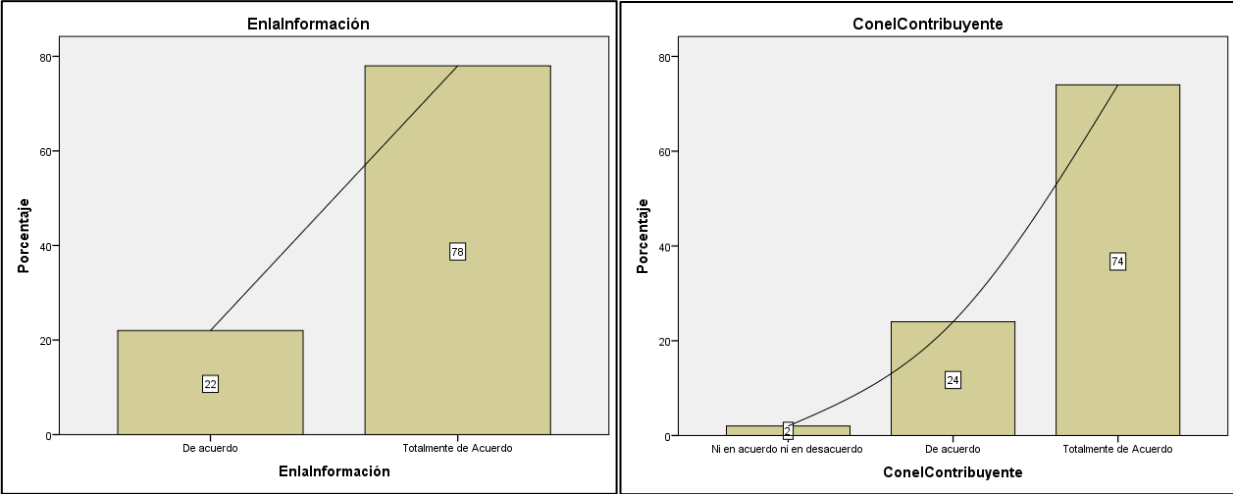 EnlaInformación
Porcentaje
80
60
40
20
0
22
78
De acuerdo
Totalmente de Acuerdo
EnlaInformación
ConelContribuyente
Porcentaje
80
60
40
20
0
2
24
74
Ni en acuerdo ni en desacuerdo
De acuerdo
Totalmente de Acuerdo
ConelContribuyente